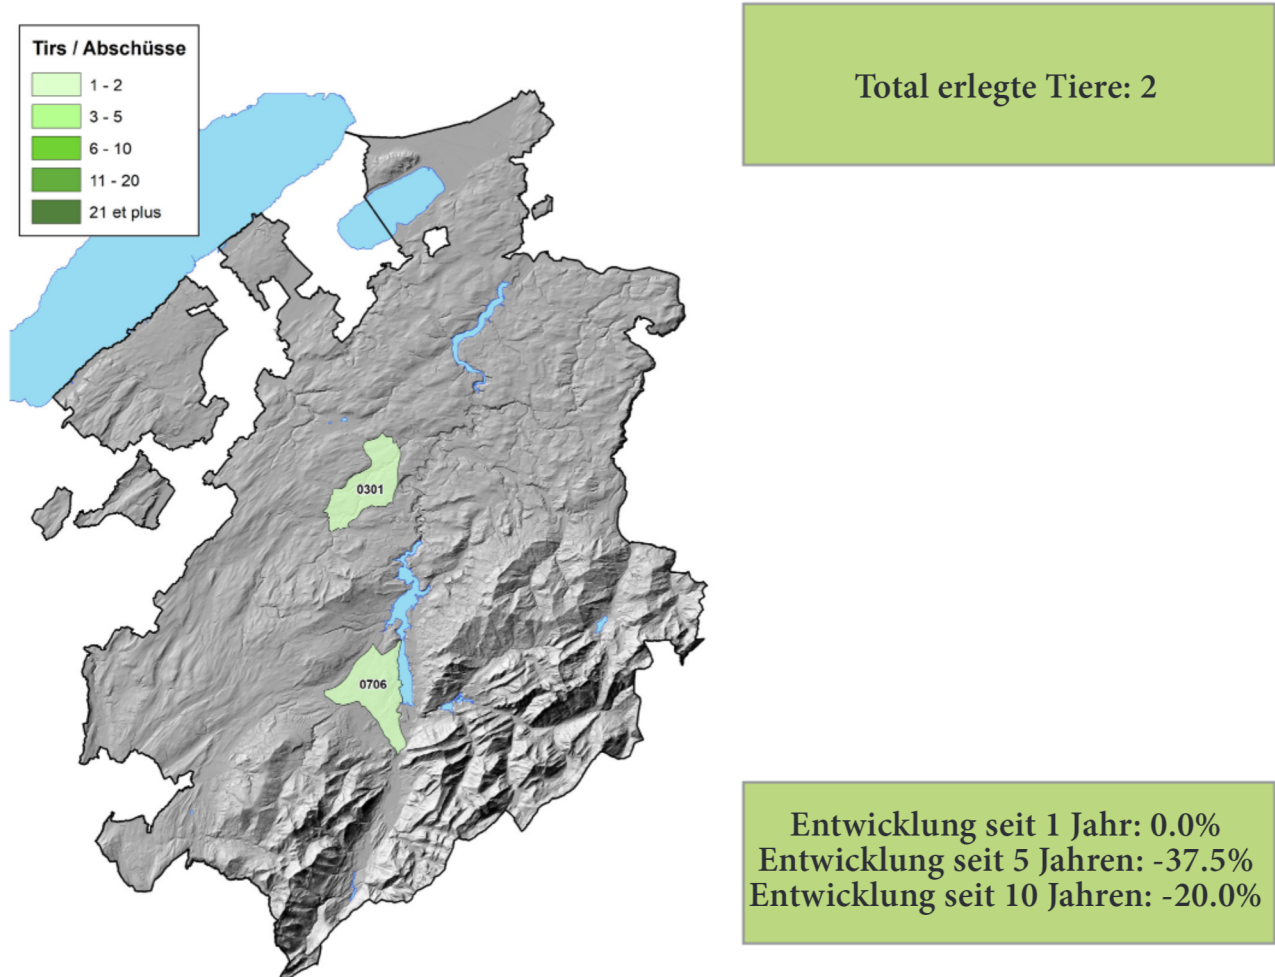 Tirs / Abschüsse
1 - 2
3 - 5
6 - 10
11 - 20
21 et plus
Total erlegte Tiere: 2
0301
0706
Entwicklung seit 1 Jahr: 0.0%
Entwicklung seit 5 Jahren: -37.5%
Entwicklung seit 10 Jahren: -20.0%